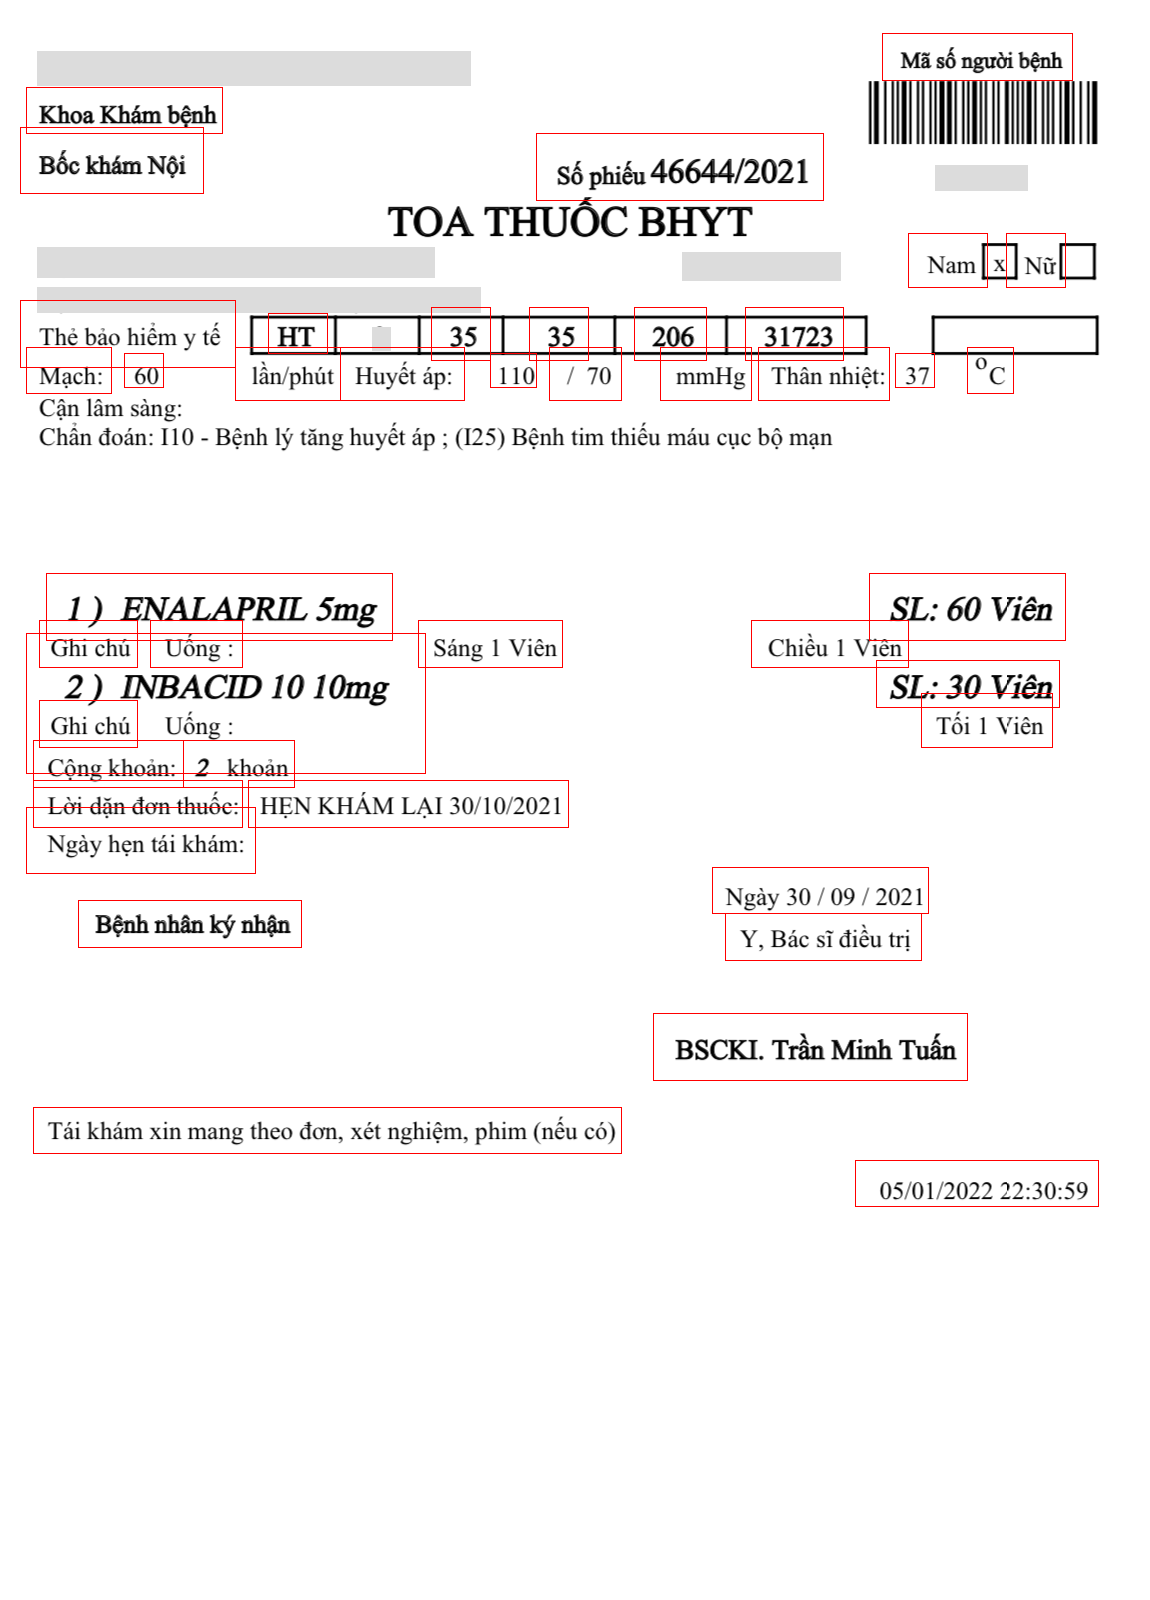 Mã số người bệnh
Khoa Khám bệnh
Bốc khám Nội
Số phiếu 46644/2021
TOA THUỐC BHYT
Nam x Nữ
Thẻ bảo hiểm y tế HT 35 35 206 31723
Mạch: 60 lần/phút Huyết áp: 110 / 70 mmHg Thân nhiệt: 37 oC
Cận lâm sàng:
Chẩn đoán: I10 - Bệnh lý tăng huyết áp ; (I25) Bệnh tim thiếu máu cục bộ mạn
1 ) ENALAPRIL 5mg SL: 60 Viên
Ghi chú Uống : Sáng 1 Viên Chiều 1 Viên
2 ) INBACID 10 10mg SL: 30 Viên
Ghi chú Uống : Tối 1 Viên
Cộng khoản: 2 khoản
Lời dặn đơn thuốc: HẸN KHÁM LẠI 30/10/2021
Ngày hẹn tái khám:
Ngày 30 / 09 / 2021
Bệnh nhân ký nhận
Y, Bác sĩ điều trị
BSCKI. Trần Minh Tuấn
Tái khám xin mang theo đơn, xét nghiệm, phim (nếu có)
05/01/2022 22:30:59